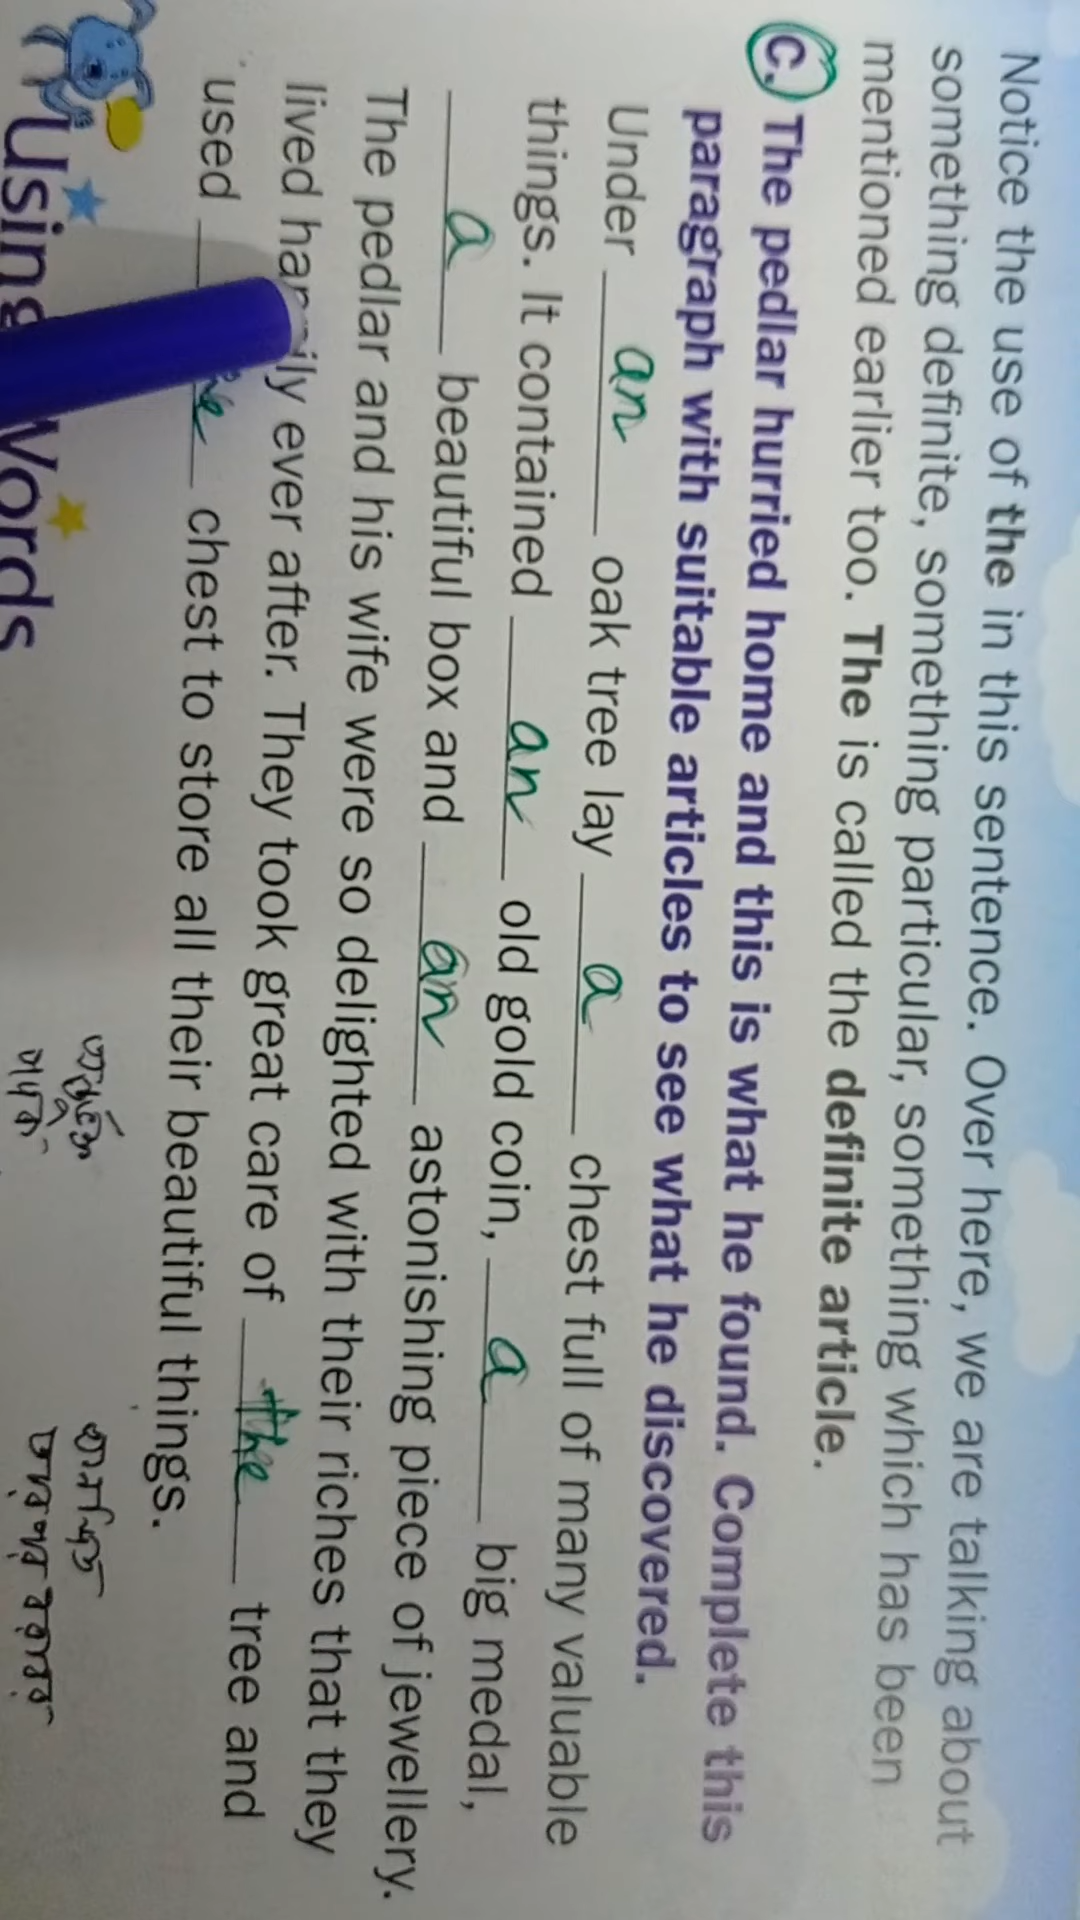 Notice the use of the in this sentence. Over here, we are talking about
something definite, something particular, something which has been
mentioned earlier too. The is called the definite article.
C. The pedlar hurried home and this is what he found. Complete this
paragraph with suitable articles to see what he discovered.
Under an oak tree lay a chest full of many valuable
things. It contained an old gold coin, a big medal,
a beautiful box and an astonishing piece of jewellery.
The pedlar and his wife were so delighted with their riches that they
lived ever after. They took great care of the tree and
used chest to store all their beautiful things.
Using Words